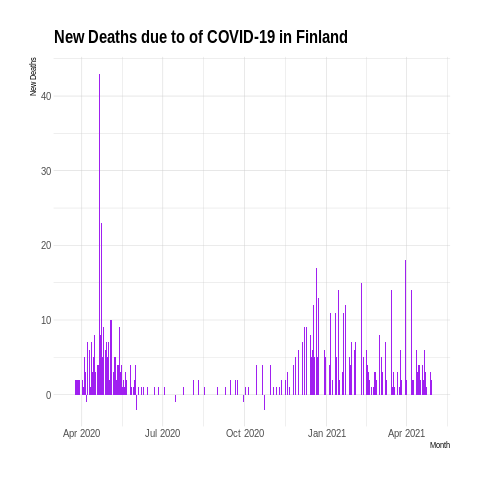 New Deaths due to of COVID-19 in Finland
New Deaths
40
30
20
10
0
Apr 2020 Jul 2020 Oct 2020 Jan 2021 Apr 2021
Month